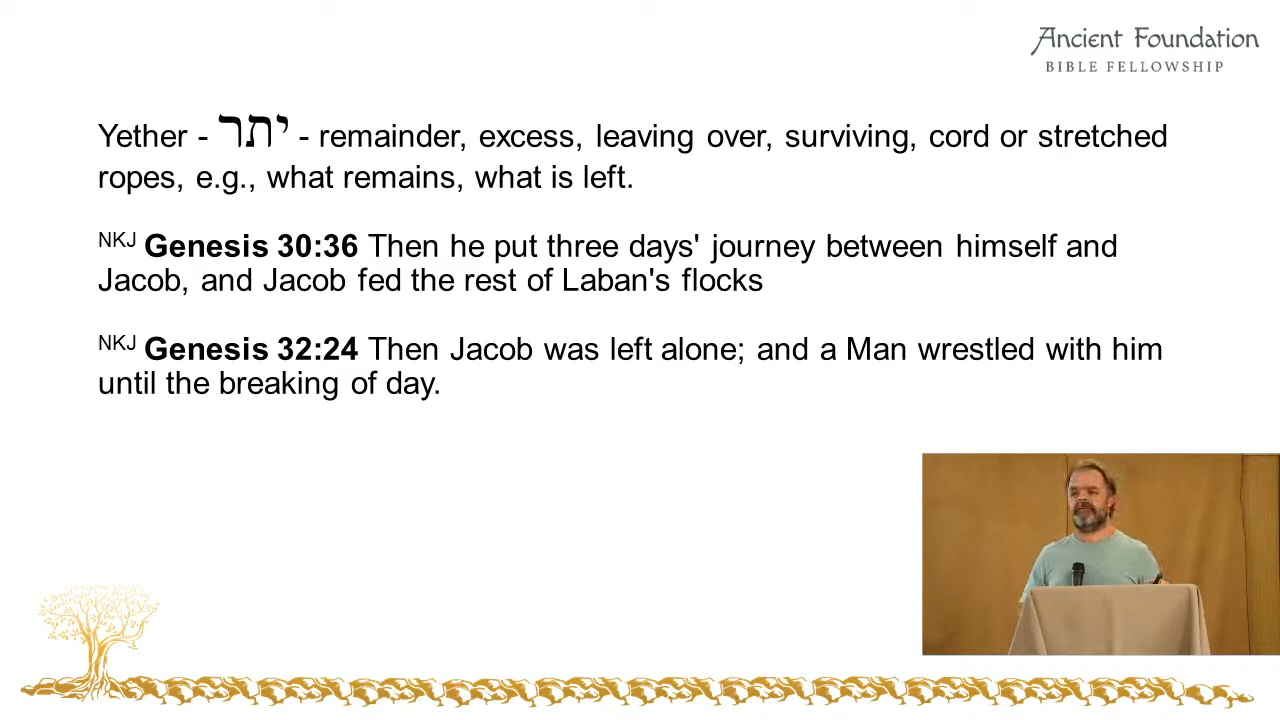 Ancient Foundation
BIBLE FELLOWSHIP
Yether - יתר - remainder, excess, leaving over, surviving, cord or stretched
ropes, e.g., what remains, what is left.
NKJ Genesis 30:36 Then he put three days' journey between himself and
Jacob, and Jacob fed the rest of Laban's flocks
NKJ Genesis 32:24 Then Jacob was left alone; and a Man wrestled with him
until the breaking of day.